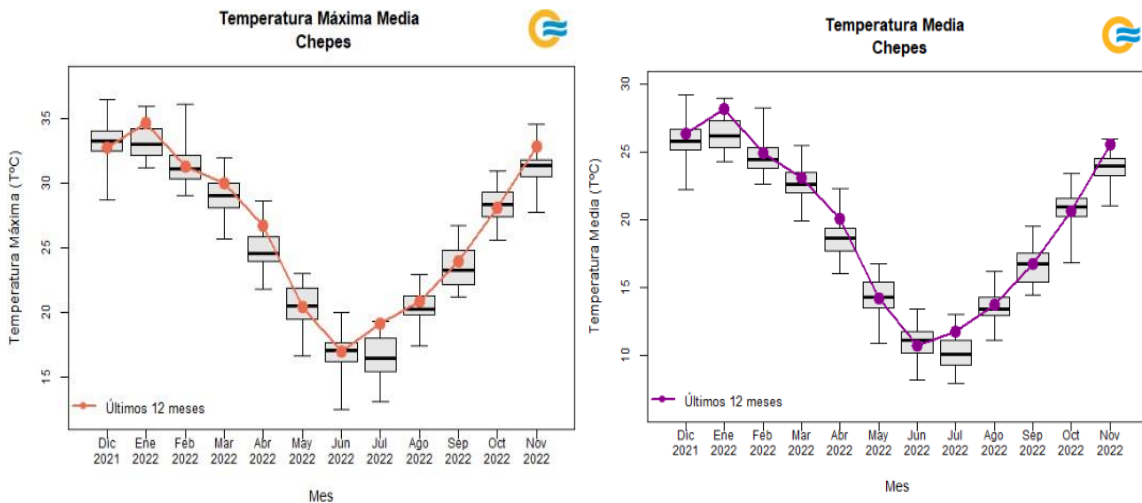 Temperatura Máxima Media
Chepes
Temperatura Máxima (TºC)
35
30
25
20
15
Últimos 12 meses
Dic Ene Feb Mar Abr May Jun Jul Ago Sep Oct Nov
2021 2022 2022 2022 2022 2022 2022 2022 2022 2022 2022 2022
Mes
Temperatura Media
Chepes
Temperatura Media (TºC)
30
25
20
15
10
Últimos 12 meses
Dic Ene Feb Mar Abr May Jun Jul Ago Sep Oct Nov
2021 2022 2022 2022 2022 2022 2022 2022 2022 2022 2022 2022
Mes